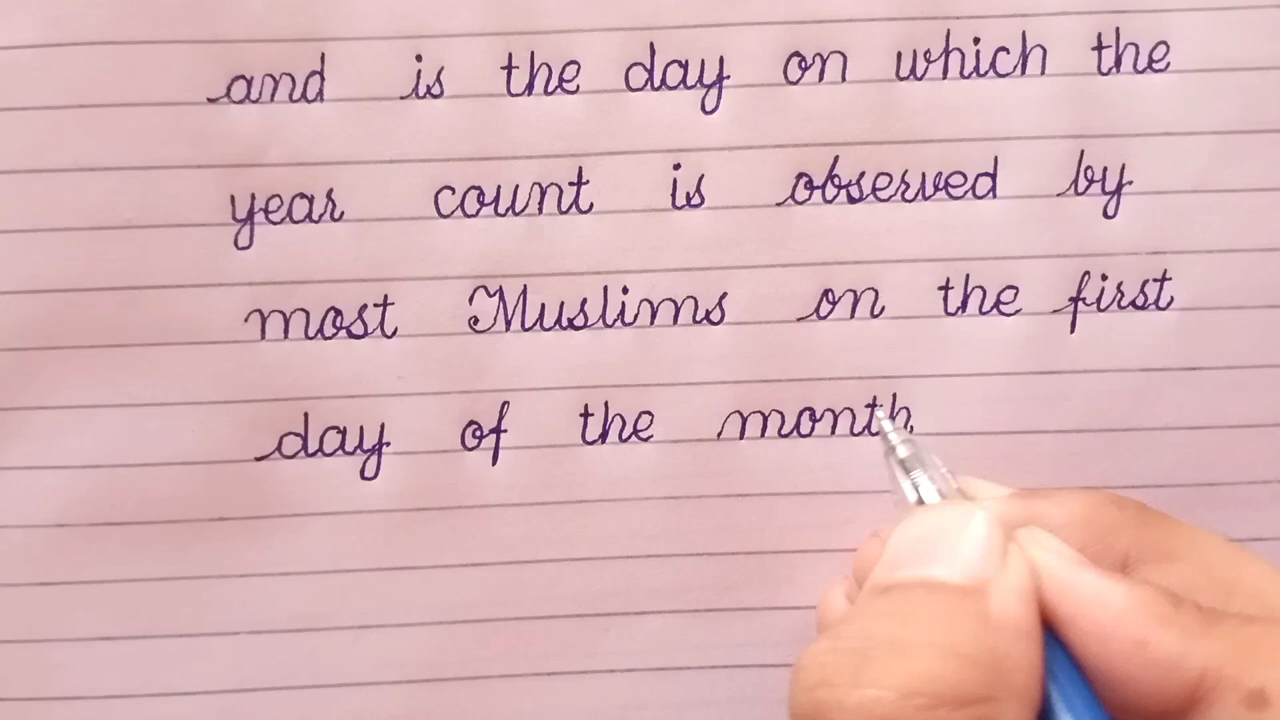 and is the day on which the
year count is observed by
most Muslims on the first
day of the month